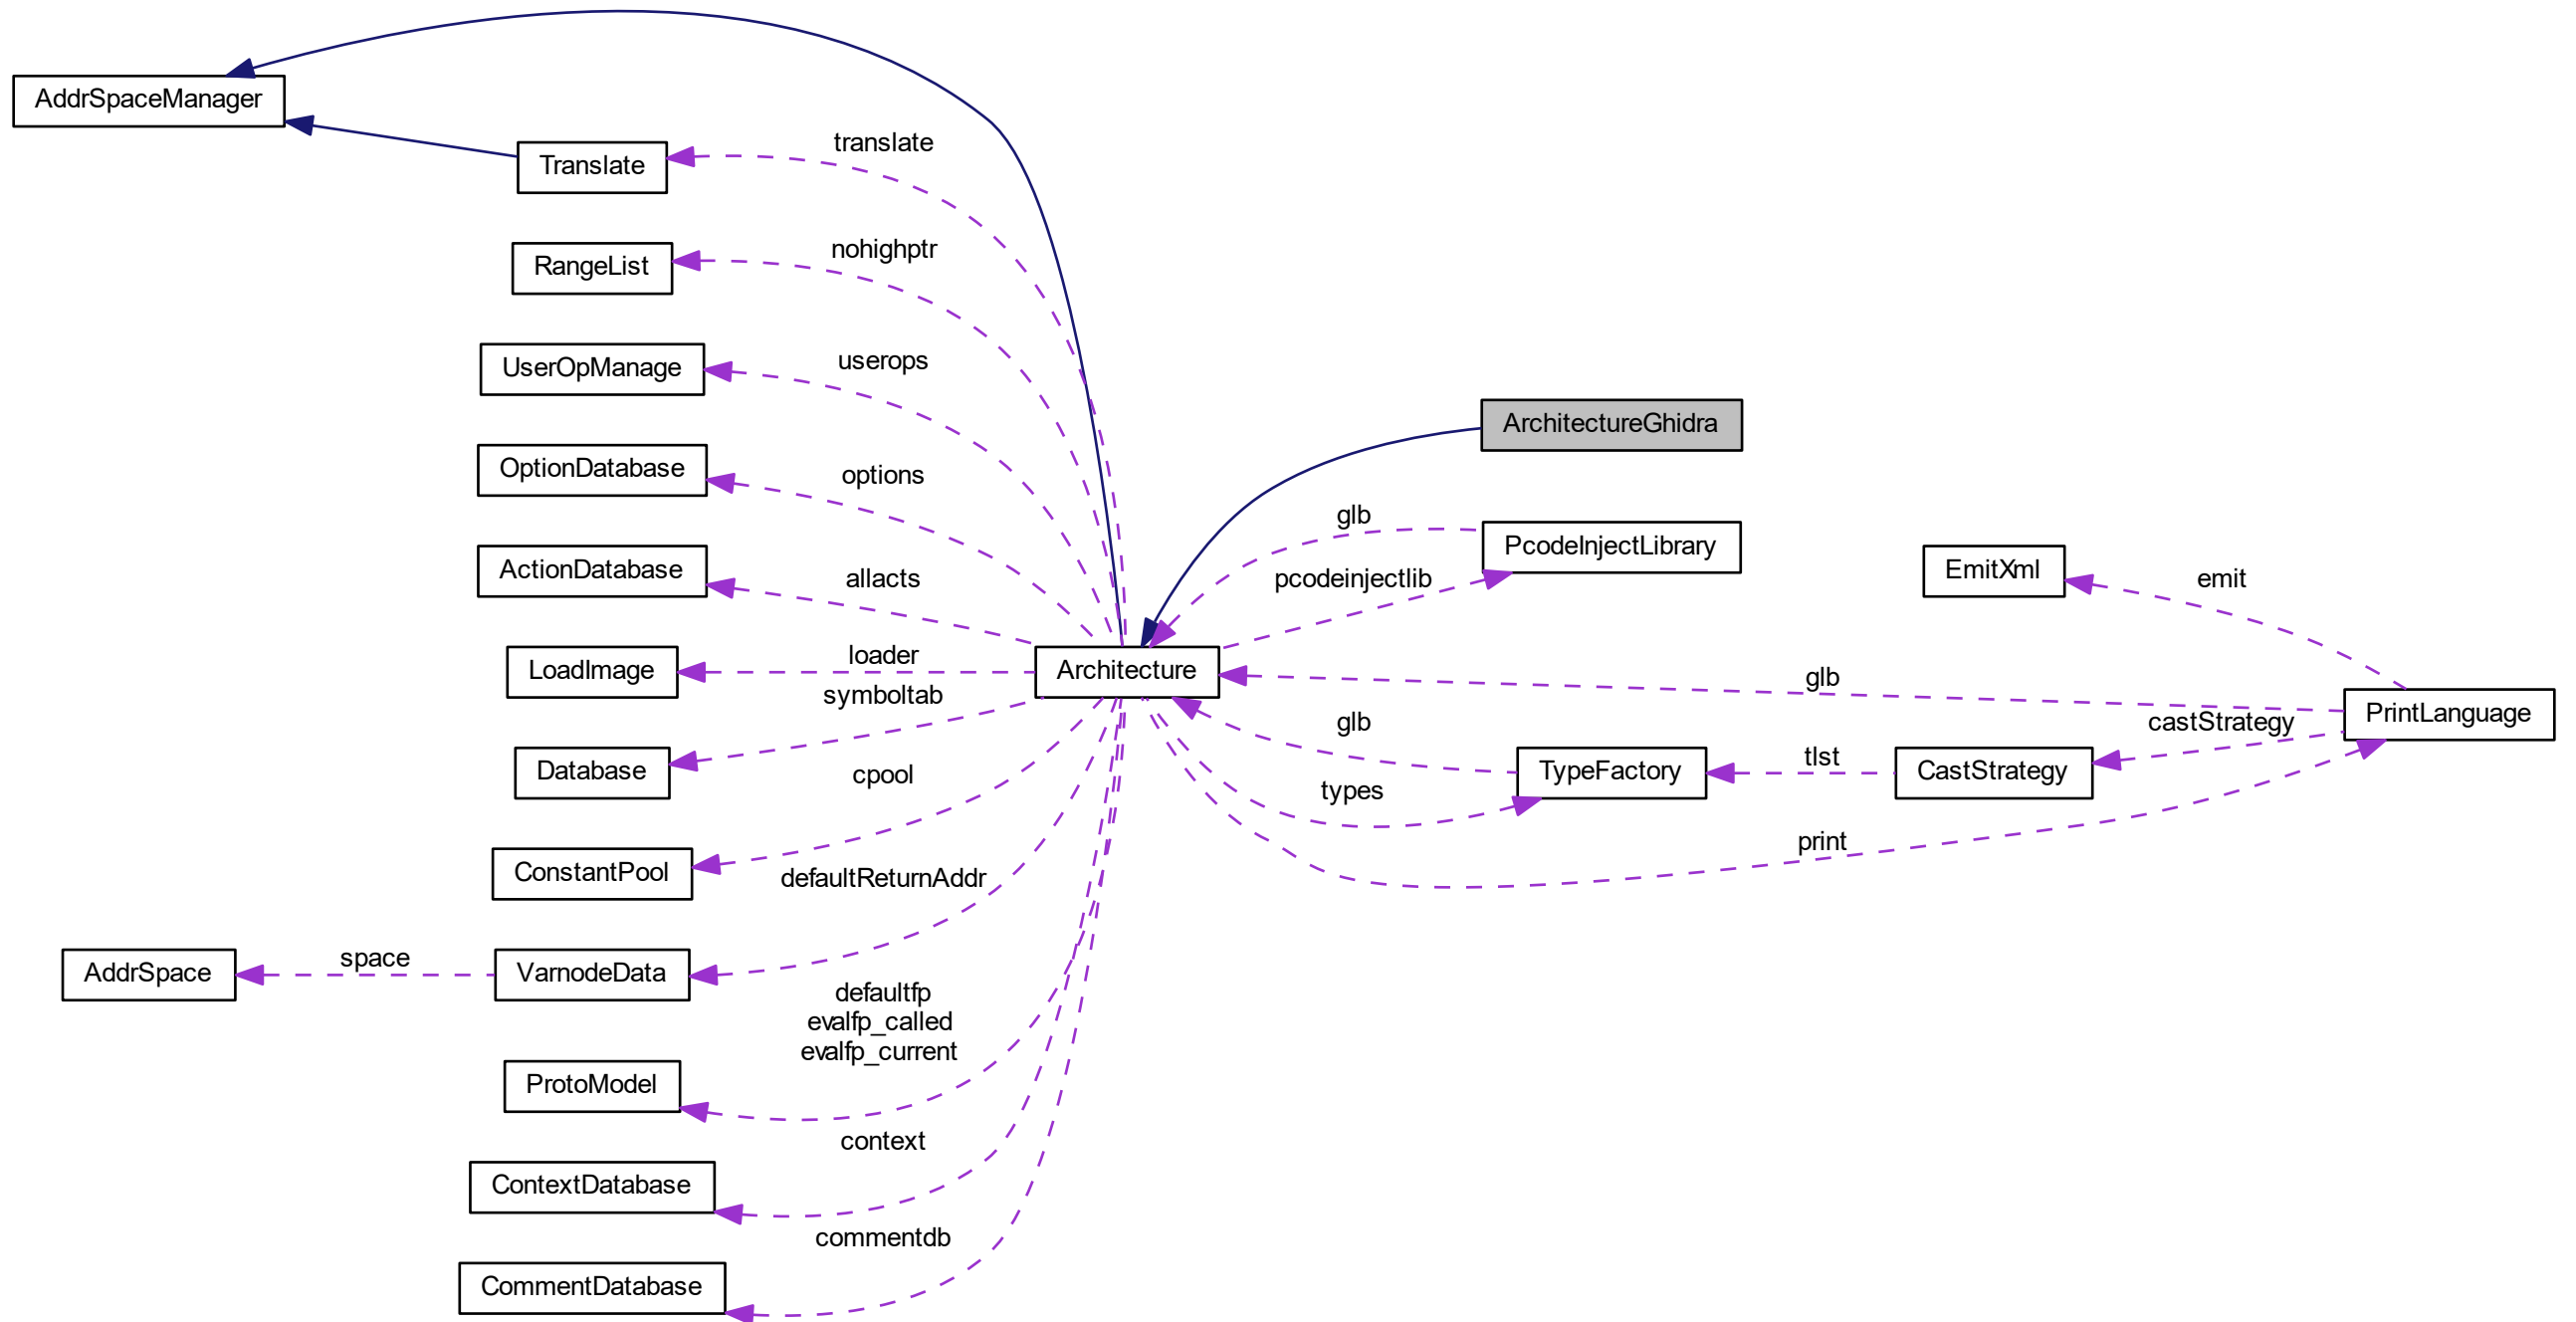 AddrSpaceManager
translate
Translate
nohighptr
RangeList
userops
UserOpManage
ArchitectureGhidra
options
OptionDatabase
glb
PcodeInjectLibrary
allacts
ActionDatabase
pcodeinjectlib
EmitXml
emit
loader
LoadImage
Architecture
glb
symboltab
PrintLanguage
glb
castStrategy
Database
types
TypeFactory
tlst
CastStrategy
cpool
print
ConstantPool
defaultReturnAddr
AddrSpace
space
VarnodeData
defaultfp
evalfp_called
evalfp_current
ProtoModel
context
ContextDatabase
commentdb
CommentDatabase